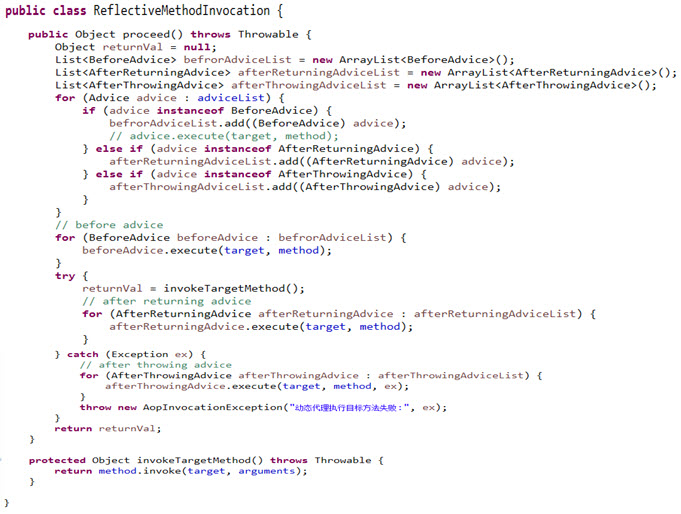 public class ReflectiveMethodInvocation {
public Object proceed() throws Throwable {
Object returnVal = null;
List<BeforeAdvice> befrorAdviceList = new ArrayList<BeforeAdvice>();
List<AfterReturningAdvice> afterReturningAdviceList = new ArrayList<AfterReturningAdvice>();
List<AfterThrowingAdvice> afterThrowingAdviceList = new ArrayList<AfterThrowingAdvice>();
for (Advice advice : adviceList) {
if (advice instanceof BeforeAdvice) {
befrorAdviceList.add((BeforeAdvice) advice);
// advice.execute(target, method);
} else if (advice instanceof AfterReturningAdvice) {
afterReturningAdviceList.add((AfterReturningAdvice) advice);
} else if (advice instanceof AfterThrowingAdvice) {
afterThrowingAdviceList.add((AfterThrowingAdvice) advice);
}
}
// before advice
for (BeforeAdvice beforeAdvice : befrorAdviceList) {
beforeAdvice.execute(target, method);
}
try {
returnVal = invokeTargetMethod();
// after returning advice
for (AfterReturningAdvice afterReturningAdvice : afterReturningAdviceList) {
afterReturningAdvice.execute(target, method);
}
} catch (Exception ex) {
// after throwing advice
for (AfterThrowingAdvice afterThrowingAdvice : afterThrowingAdviceList) {
afterThrowingAdvice.execute(target, method, ex);
}
throw new AopInvocationException("动态代理执行目标方法失败：", ex);
}
return returnVal;
}
protected Object invokeTargetMethod() throws Throwable {
return method.invoke(target, arguments);
}
}